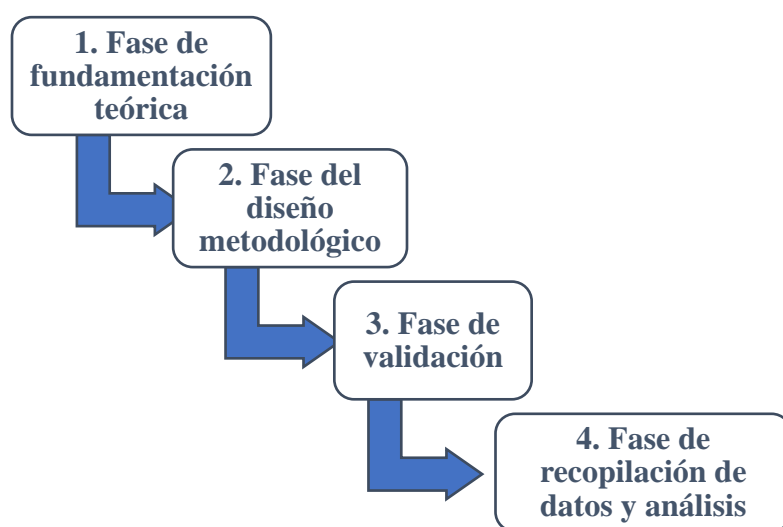 1. Fase de
fundamentación
teórica
2. Fase del
diseño
metodológico
3. Fase de
validación
4. Fase de
recopilación de
datos y análisis